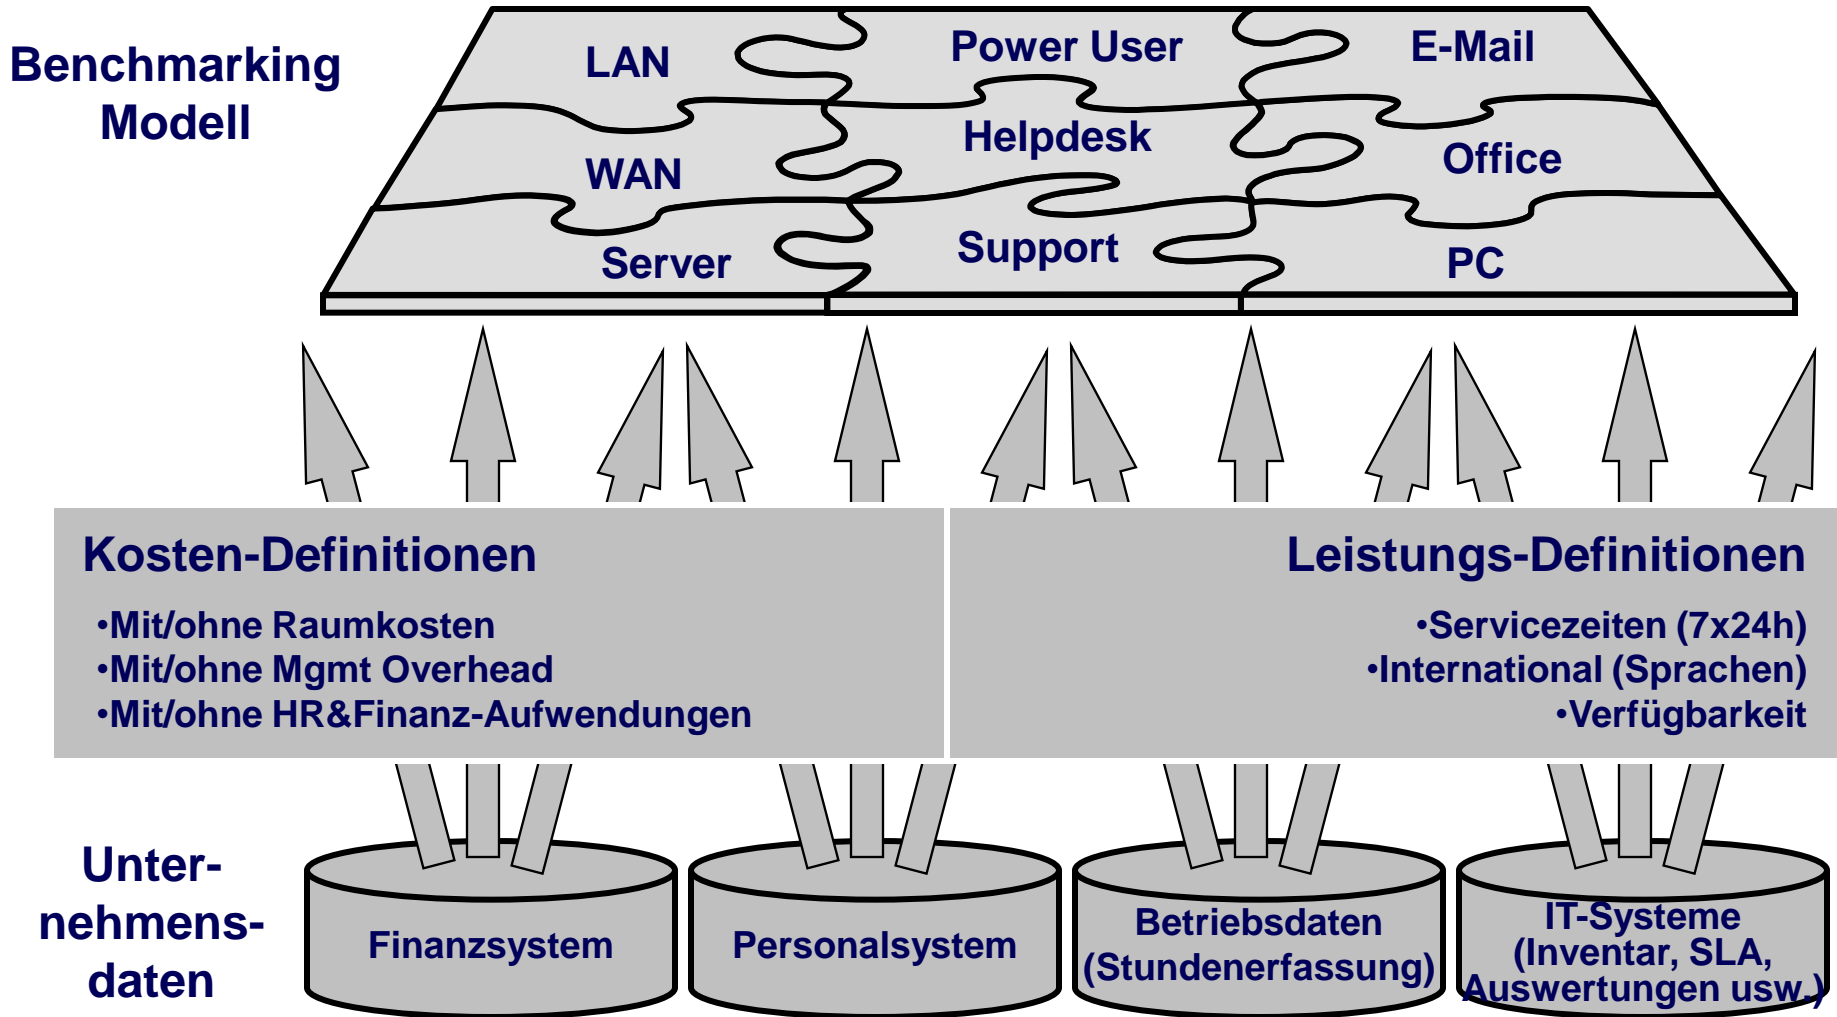 Benchmarking
Modell
LAN
Power User
E-Mail
WAN
Helpdesk
Office
Server
Support
PC
Kosten-Definitionen
•Mit/ohne Raumkosten
•Mit/ohne Mgmt Overhead
•Mit/ohne HR&Finanz-Aufwendungen
Leistungs-Definitionen
•Servicezeiten (7x24h)
•International (Sprachen)
•Verfügbarkeit
Unter-
nehmens-
daten
Finanzsystem
Personalsystem
Betriebsdaten
(Stundenerfassung)
IT-Systeme
(Inventar, SLA,
Auswertungen usw.)